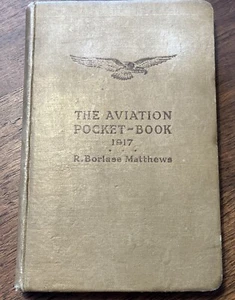 THE AVIATION
POCKET-BOOK
1917
R. Borlase Matthews